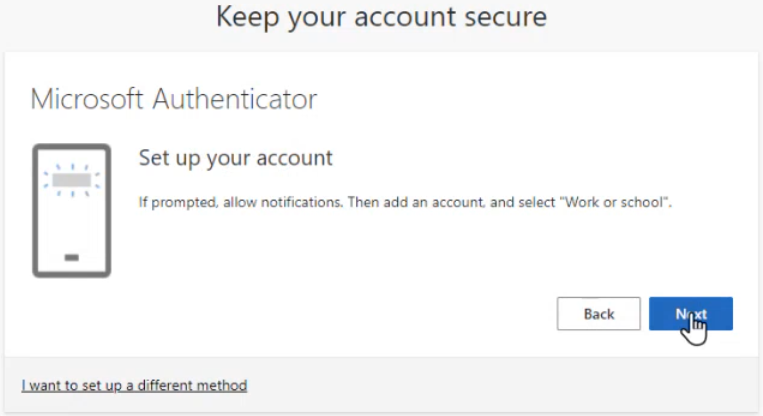 Keep your account secure
Microsoft Authenticator
Set up your account
If prompted, allow notifications. Then add an account, and select "Work or school".
Back
Next
I want to set up a different method